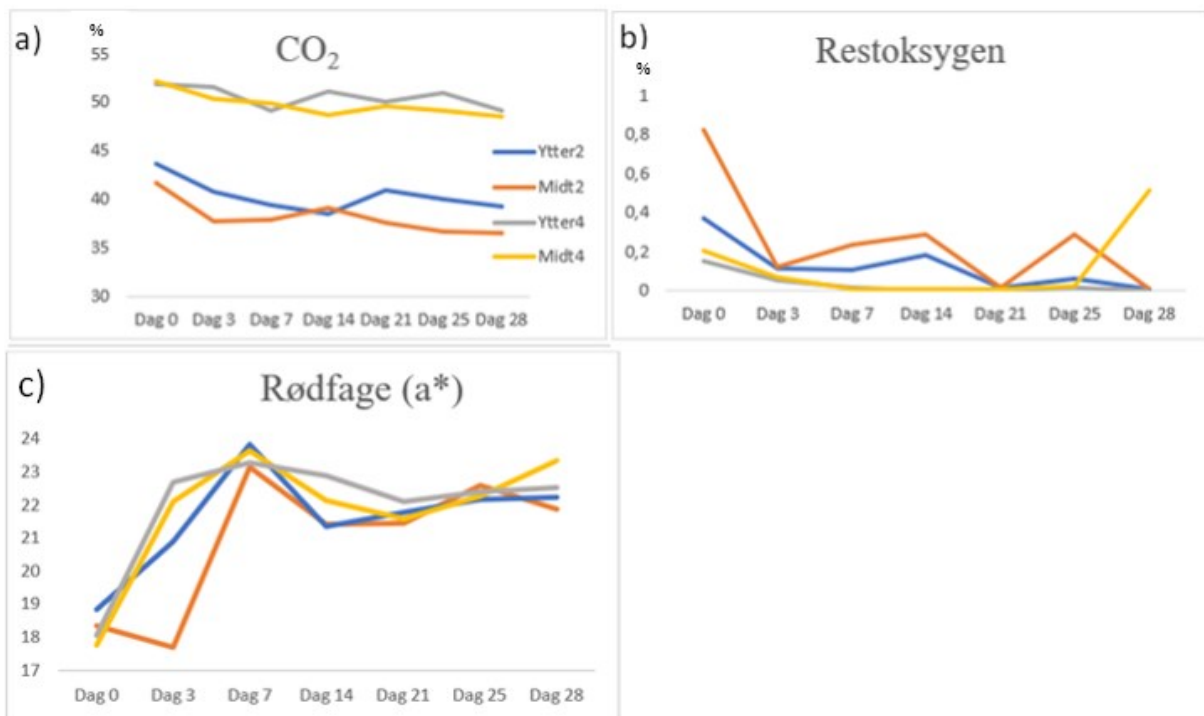 a)
%
CO₂
55
50
45
40
35
30
Ytter2
Midt2
Ytter4
Midt4
Dag 0 Dag 3 Dag 7 Dag 14 Dag 21 Dag 25 Dag 28
b)
Restoksygen
%
1
0,8
0,6
0,4
0,2
0
Dag 0 Dag 3 Dag 7 Dag 14 Dag 21 Dag 25 Dag 28
c)
Rødfage (a*)
24
23
22
21
20
19
18
17
Dag 0 Dag 3 Dag 7 Dag 14 Dag 21 Dag 25 Dag 28